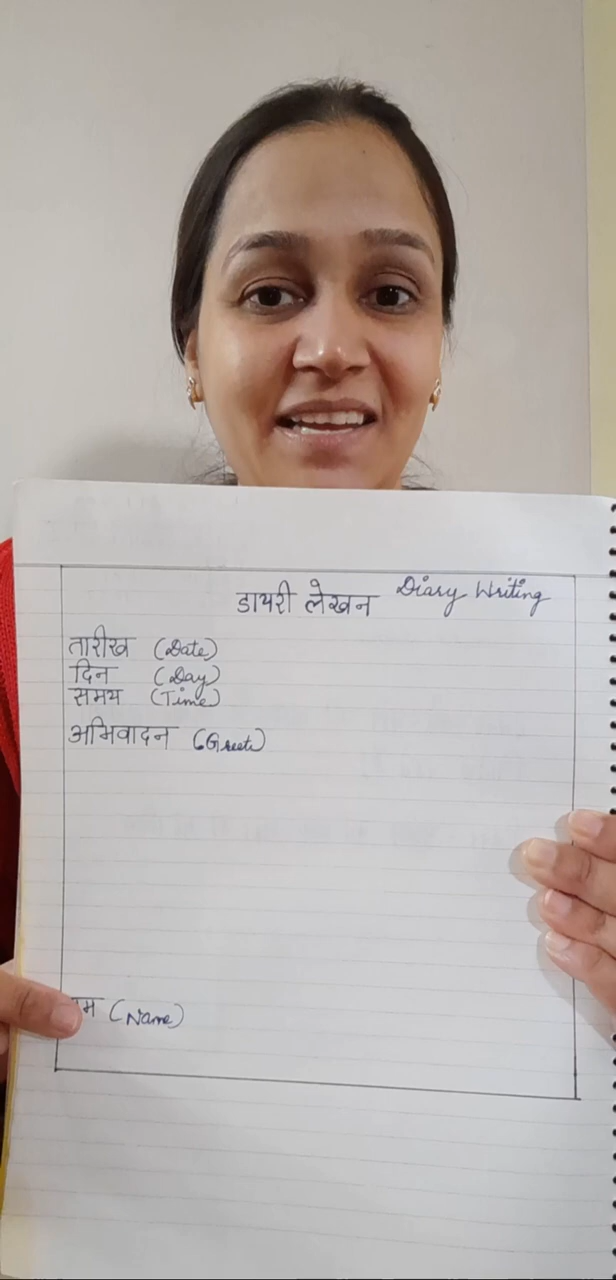 डायरी लेखन Diary Writing
तारीख (Date)
दिन (Day)
समय (Time)
अभिवादन (Greet)
(Name)